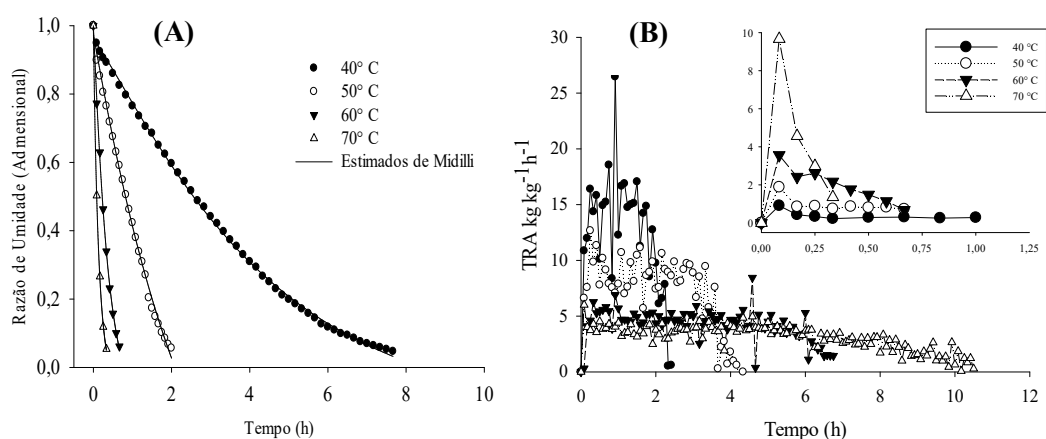 (A)
Razão de Umidade (Admensional)
1,0
0,8
0,6
0,4
0,2
0,0
0 2 4 6 8 10
Tempo (h)
40° C
50° C
60° C
70° C
Estimados de Midilli
(B)
TRA kg kg⁻¹h⁻¹
30
25
20
15
10
5
0
0 2 4 6 8 10 12
Tempo (h)
10
8
6
4
2
0
0,00 0,25 0,50 0,75 1,00 1,25
40 °C
50 °C
60 °C
70 °C